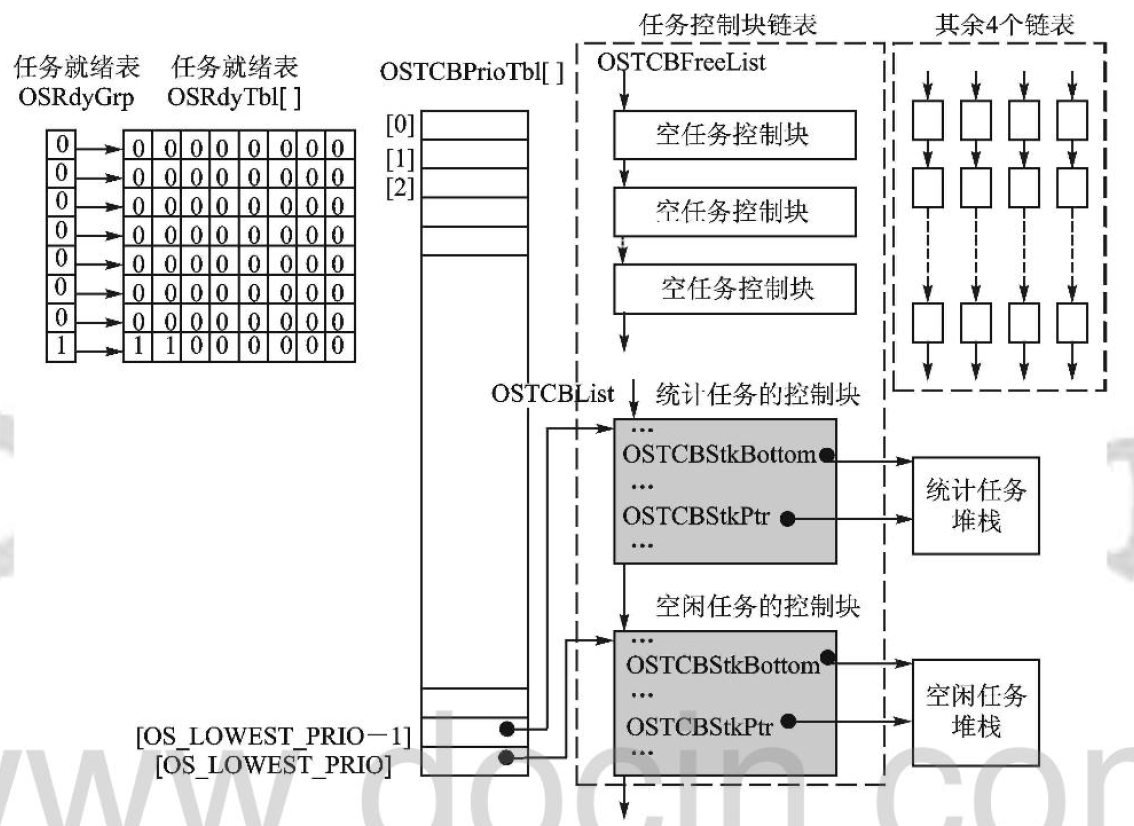 任务控制块链表
其余4个链表
任务就绪表
OSRdyGrp
任务就绪表
OSRdyTbl[ ]
OSTCBPrioTbl[ ]
OSTCBFreeList
0
0
0
0
0
0
0
1
0 0 0 0 0 0 0 0
0 0 0 0 0 0 0 0
0 0 0 0 0 0 0 0
0 0 0 0 0 0 0 0
0 0 0 0 0 0 0 0
0 0 0 0 0 0 0 0
0 0 0 0 0 0 0 0
1 1 0 0 0 0 0 0
[0]
[1]
[2]
空任务控制块
空任务控制块
空任务控制块
OSTCBList
统计任务的控制块
...
OSTCBStkBottom
...
OSTCBStkPtr
...
统计任务
堆栈
空闲任务的控制块
...
OSTCBStkBottom
...
OSTCBStkPtr
...
空闲任务
堆栈
[OS_LOWEST_PRIO－1]
[OS_LOWEST_PRIO]
www.docin.com